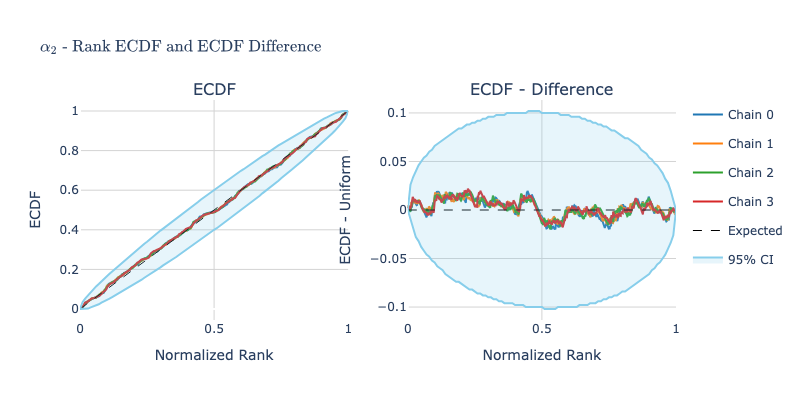 α₂ - Rank ECDF and ECDF Difference
ECDF
ECDF - Difference
ECDF
1
0.8
0.6
0.4
0.2
0
0
0.5
1
Normalized Rank
ECDF - Uniform
0.1
0.05
0
−0.05
−0.1
0
0.5
1
Normalized Rank
Chain 0
Chain 1
Chain 2
Chain 3
Expected
95% CI